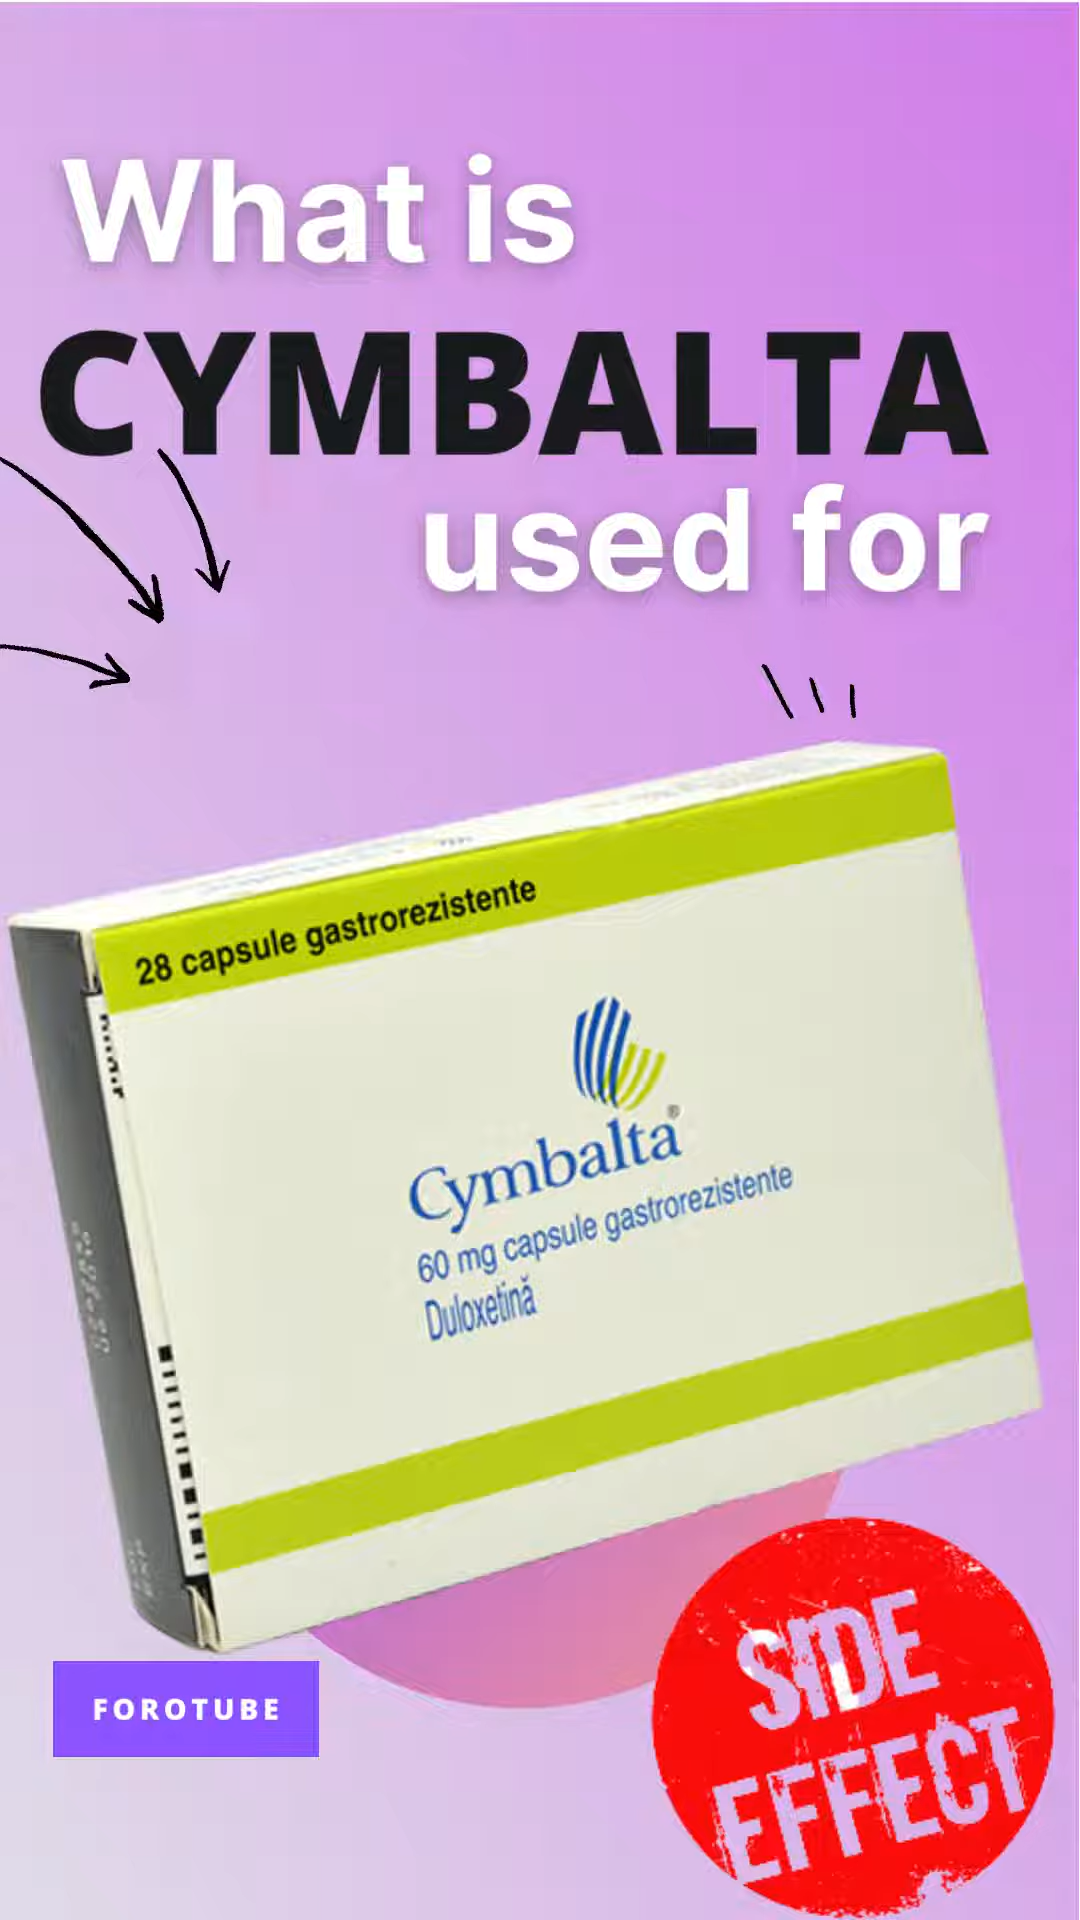 What is
CYMBALTA
used for
28 capsule gastrorezistente
Cymbalta®
60 mg capsule gastrorezistente
Duloxetină
FOROTUBE
SIDE
EFFECT